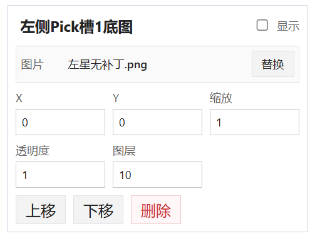 左侧Pick槽1底图 显示
图片 左星无补丁.png 替换
X Y 缩放
0 0 1
透明度 图层
1 10
上移 下移 删除